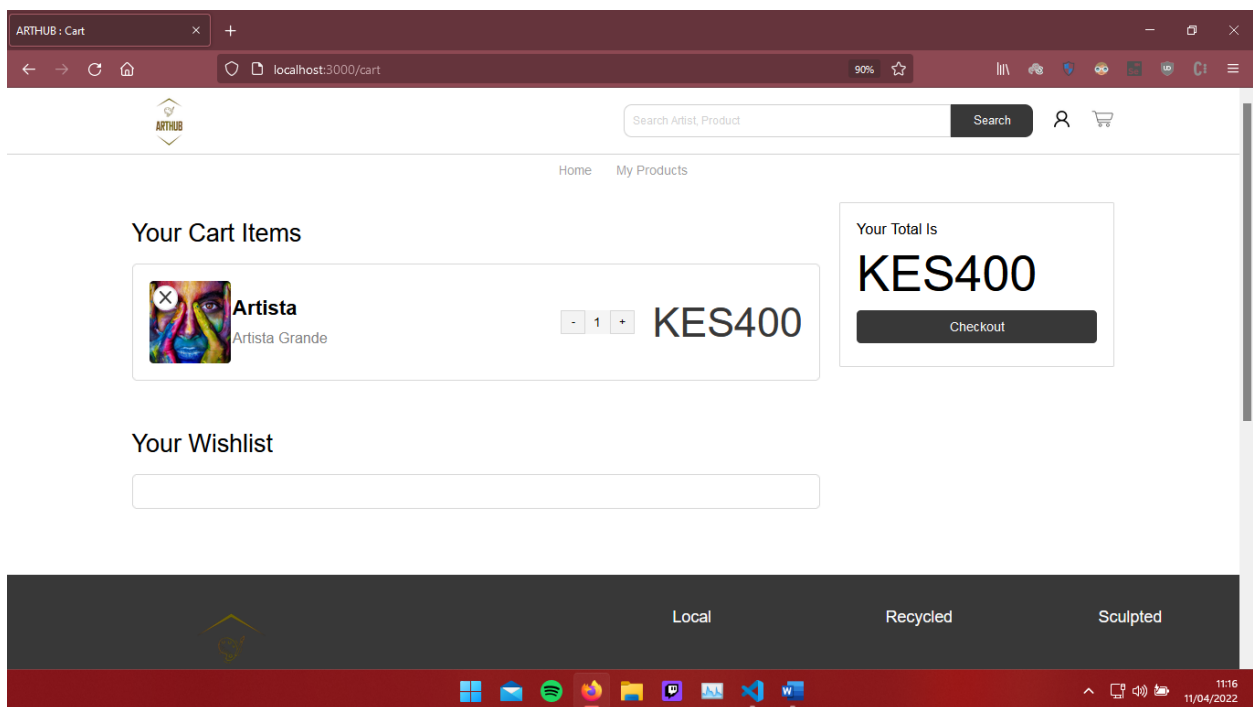 ARTHUB : Cart
localhost:3000/cart
90%
ARTHUB
Search Artist, Product
Search
Home
My Products
Your Cart Items
Your Total Is
KES400
Checkout
Artista
Artista Grande
- 1 +
KES400
Your Wishlist
Local
Recycled
Sculpted
11:16
11/04/2022